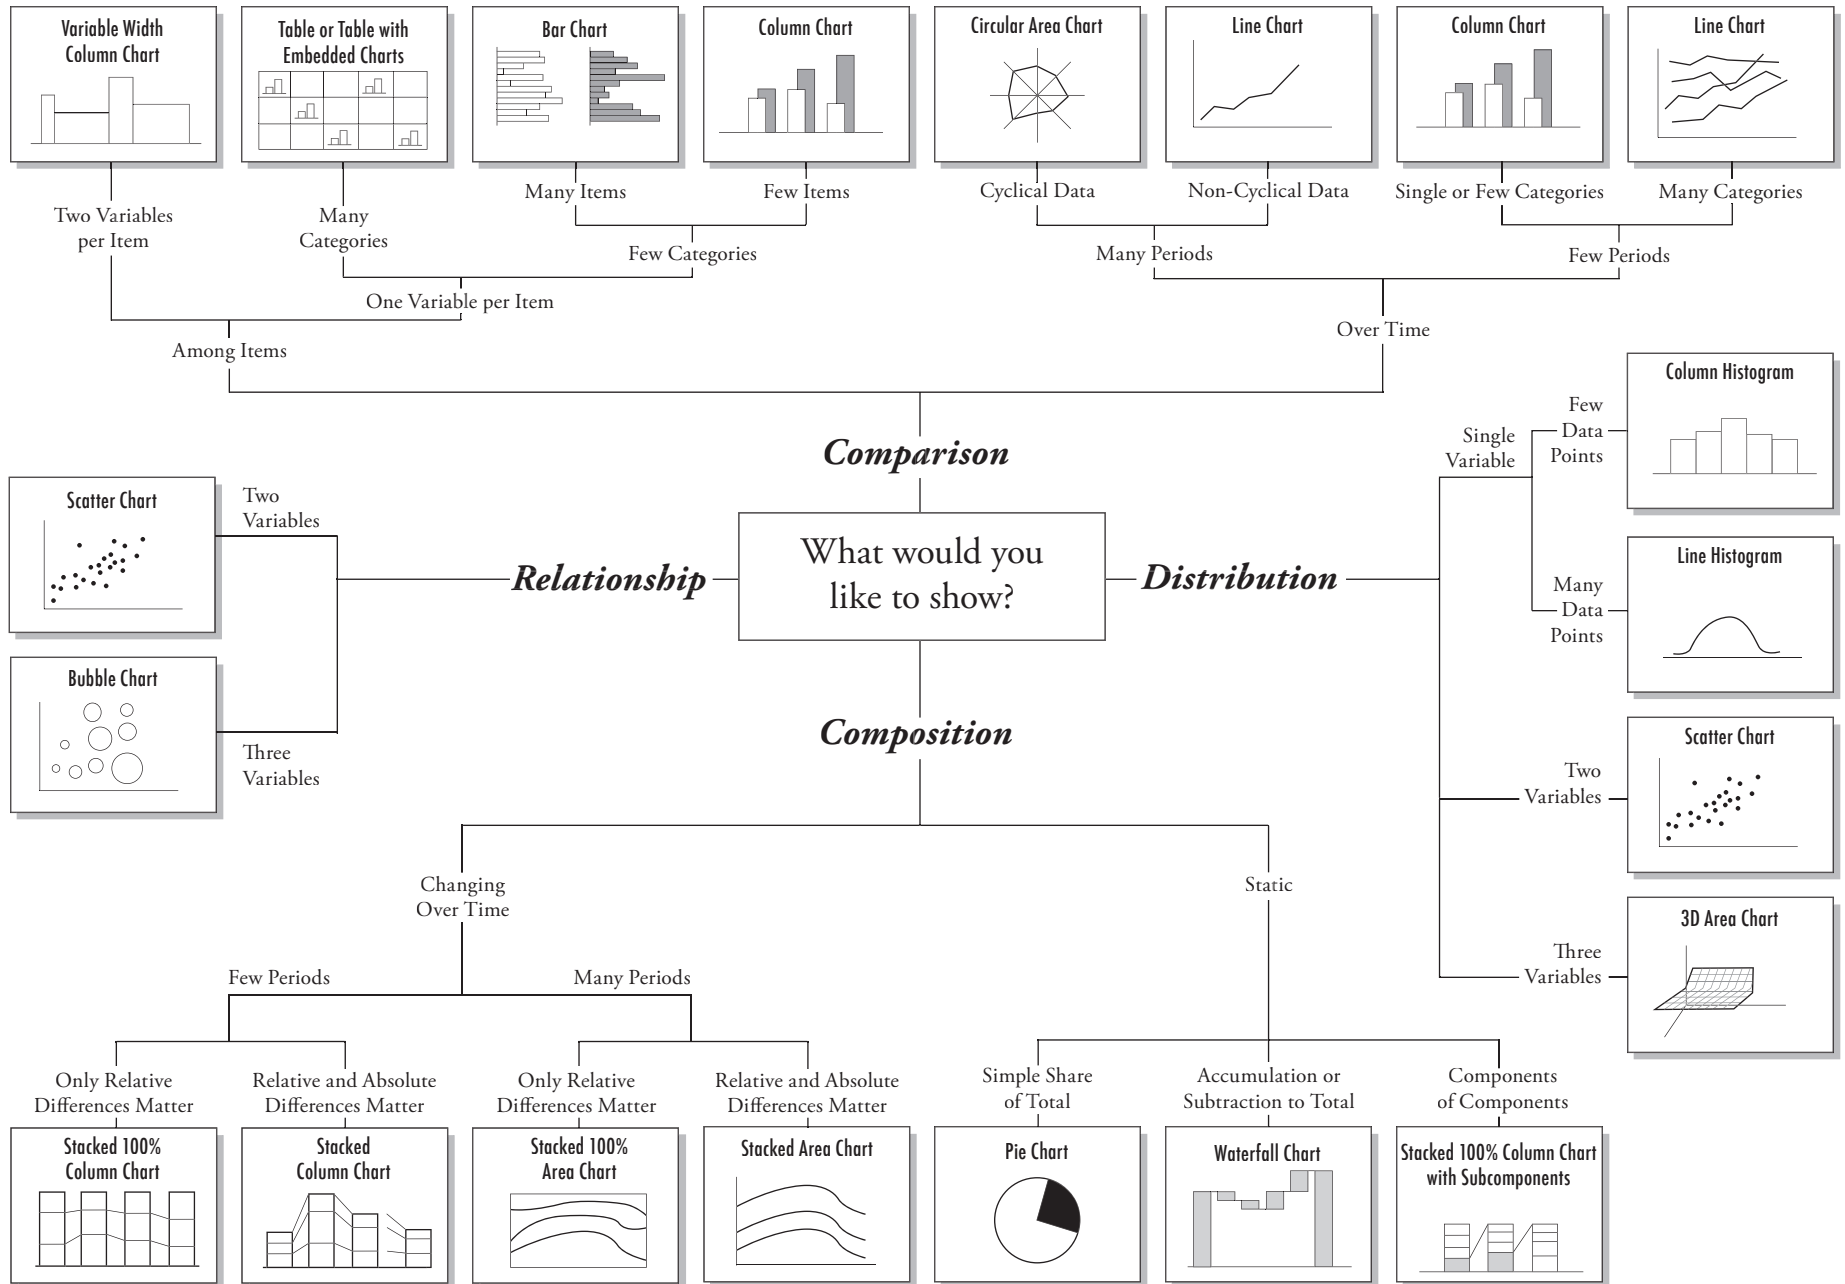 Variable Width
Column Chart
Table or Table with
Embedded Charts
Bar Chart
Column Chart
Circular Area Chart
Line Chart
Column Chart
Line Chart
Two Variables
per Item
Many
Categories
Many Items
Few Items
Cyclical Data
Non-Cyclical Data
Single or Few Categories
Many Categories
Few Categories
Many Periods
Few Periods
One Variable per Item
Among Items
Over Time
Comparison
What would you
like to show?
Relationship
Two
Variables
Scatter Chart
Three
Variables
Bubble Chart
Distribution
Single
Variable
Few
Data
Points
Column Histogram
Many
Data
Points
Line Histogram
Two
Variables
Scatter Chart
Three
Variables
3D Area Chart
Composition
Changing
Over Time
Static
Few Periods
Many Periods
Only Relative
Differences Matter
Relative and Absolute
Differences Matter
Only Relative
Differences Matter
Relative and Absolute
Differences Matter
Simple Share
of Total
Accumulation or
Subtraction to Total
Components
of Components
Stacked 100%
Column Chart
Stacked
Column Chart
Stacked 100%
Area Chart
Stacked Area Chart
Pie Chart
Waterfall Chart
Stacked 100% Column Chart
with Subcomponents